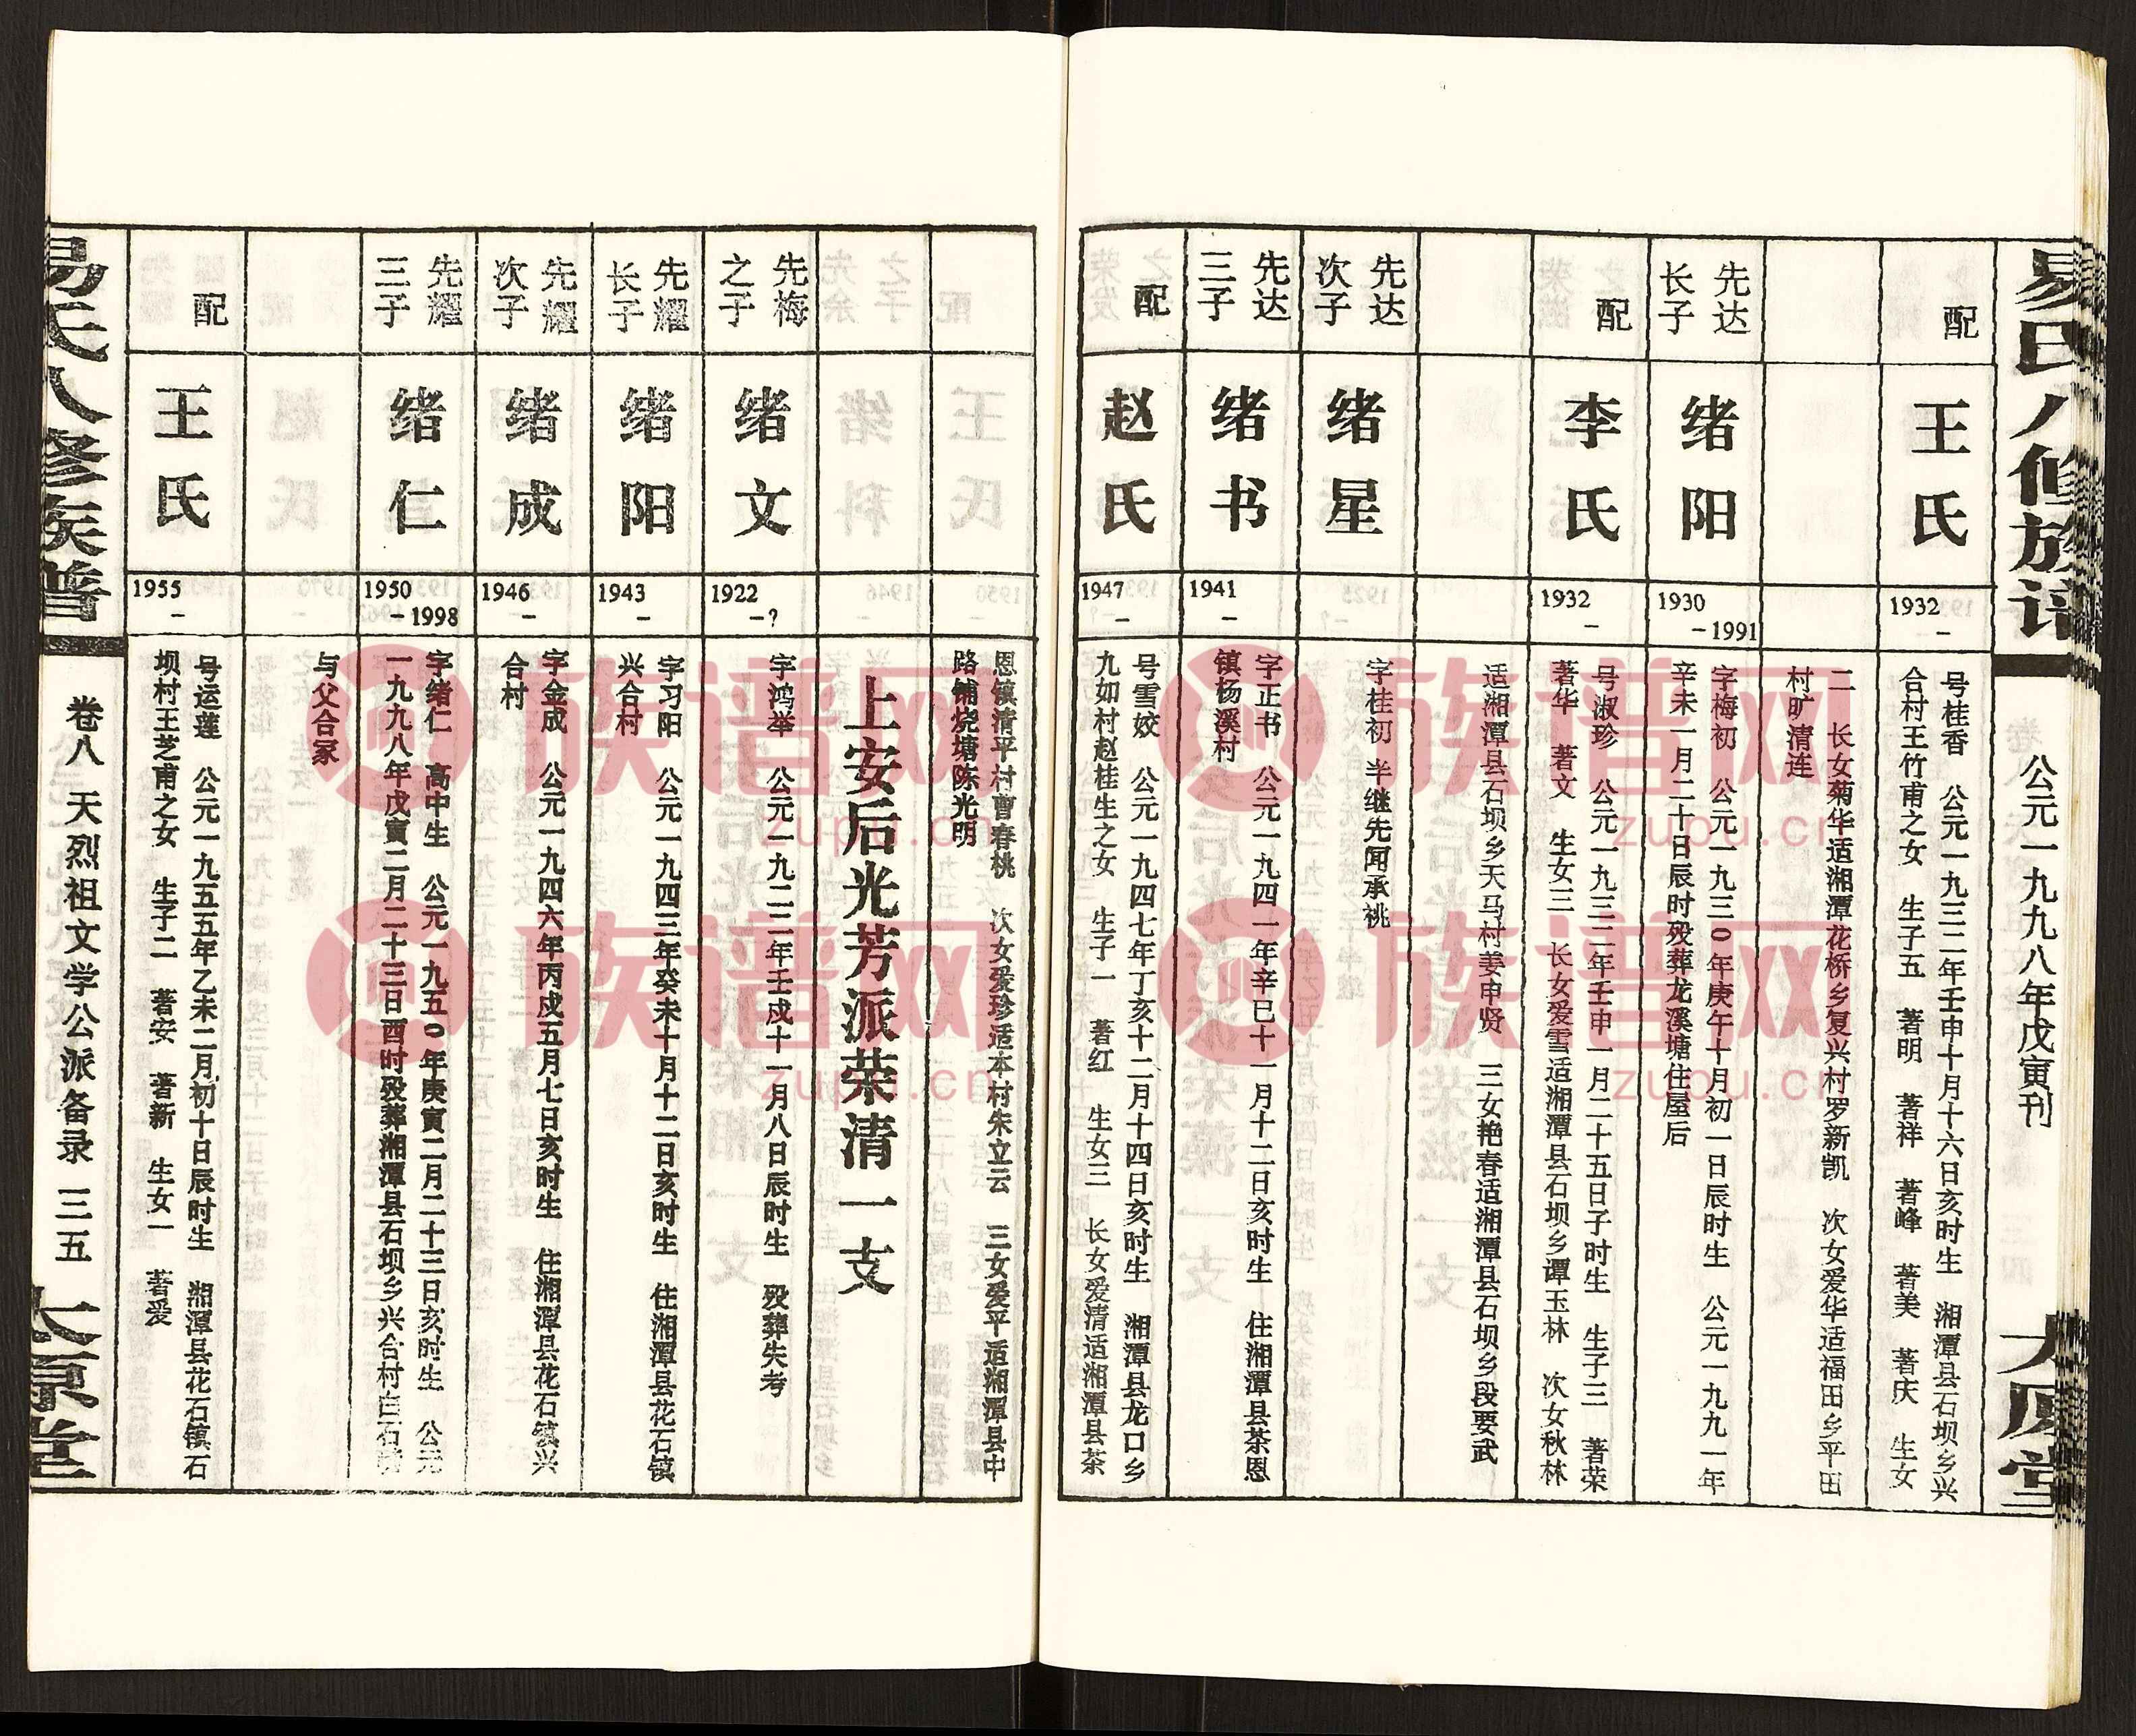 易氏八修族谱
公元一九九八年戊寅刊
太原堂
配
王氏
1932
–
号桂香 公元一九三二年壬申十月十六日亥时生 湘潭县石坝乡兴
合村王竹甫之女 生子五 著明 著祥 著峰 著美 著庆 生女
二 长女菊华适湘潭花桥乡复兴村罗新凯 次女爱华适福田乡平田
村旷清连
先达
长子
绪阳
1930
–1991
字梅初 公元一九三0年庚午十月初一日辰时生 公元一九九一年
辛未一月二十日辰时殁葬龙溪塘住屋后
配
李氏
1932
–
号淑珍 公元一九三二年壬申一月二十五日子时生 生子三 著荣
著华 著文 生女三 长女爱雪适湘潭县石坝乡谭玉林 次女秋林
适湘潭县石坝乡天马村姜申贤 三女艳春适湘潭县石坝乡段要武
先达
次子
绪星
字桂初 半继先闻承桃
先达
三子
绪书
1941
–
字正书 公元一九四一年辛巳十一月十二日亥时生 住湘潭县茶恩
镇杨溪村
配
赵氏
1947
–
号雪姣 公元一九四七年丁亥十二月十四日亥时生 湘潭县龙口乡
九如村赵桂生之女 生子一 著红 生女三 长女爱清适湘潭县茶
恩镇清平村曹春桃 次女爱珍适本村朱立云 三女爱平适湘潭县中
路铺烧塘陈光明
上安后光芳派荣清一支
先梅
之子
绪文
1922
–?
字鸿举 公元一九二二年壬戌十一月八日辰时生 殁葬失考
先耀
长子
绪阳
1943
–
字习阳 公元一九四三年癸未十月十二日亥时生 住湘潭县花石镇
兴合村
先耀
次子
绪成
1946
–
字金成 公元一九四六年丙戌五月七日亥时生 住湘潭县花石镇兴
合村
先耀
三子
绪仁
1950
–1998
字绪仁 高中生 公元一九五0年庚寅二月二十三日亥时生 公元
一九九八年戊寅二月二十三日酉时殁葬湘潭县石坝乡兴合村白石
与父合冢
配
王氏
1955
–
号运莲 公元一九五五年乙未二月初十日辰时生 湘潭县花石镇石
坝村王芝甫之女 生子二 著安 著新 生女一 著爱
易氏八修族谱
卷八 天烈祖文学公派备录 三五
太原堂
族谱网
zupu.cn
族谱网
zupu.cn
族谱网
zupu.cn
族谱网
zupu.cn